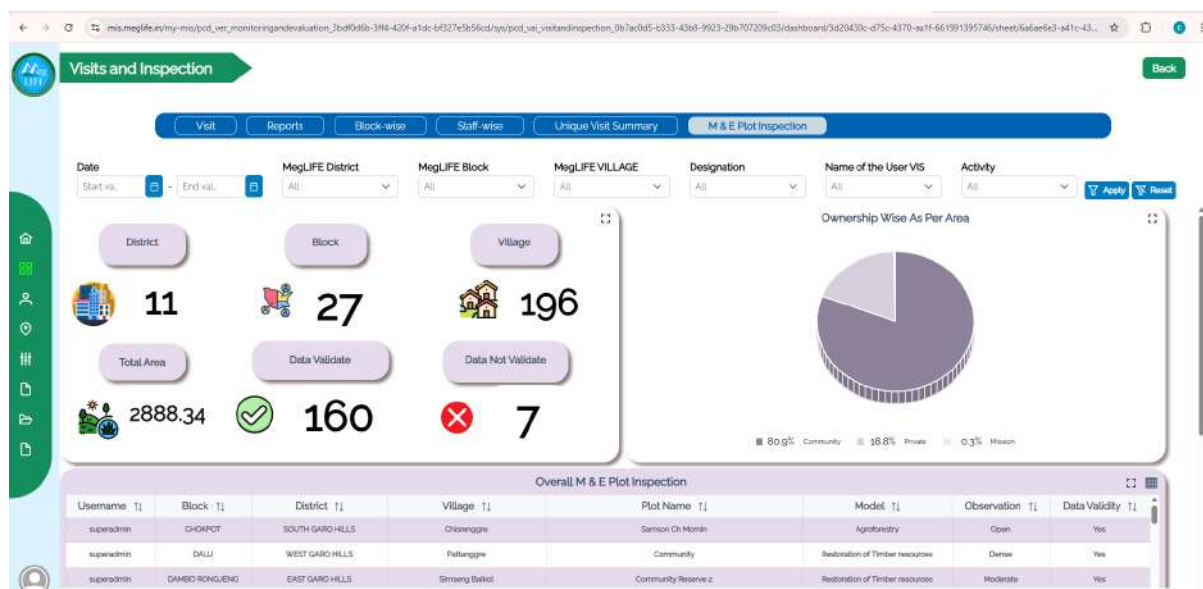 Visits and Inspection
Back
Visit Reports Block-wise Staff-wise Unique Visit Summary M & E Plot Inspection
Date MegLIFE District MegLIFE Block MegLIFE VILLAGE Designation Name of the User VIS Activity
Start va... - End val... All All All All All All Apply Reset
District Block Village
11 27 196
Total Area Data Validate Data Not Validate
2888.34 160 7
Ownership Wise As Per Area
80.9% Community 18.8% Private 0.3% Mission
Overall M & E Plot Inspection
Username Block District Village Plot Name Model Observation Data Validity
superadmin CHOKPOT SOUTH GARO HILLS Chisrenggre Samson Ch Momin Agroforestry Open Yes
superadmin DALU WEST GARO HILLS Pattanggre Community Restoration of Timber resources Dense Yes
superadmin DAMBO RONGJENG EAST GARO HILLS Simseng Balkol Community Reserve 2 Restoration of Timber resources Moderate Yes